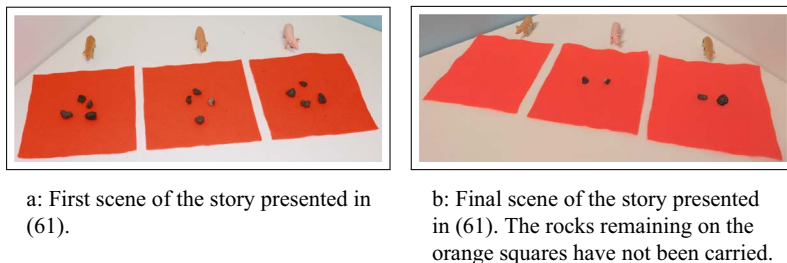 a: First scene of the story presented in
(61).
b: Final scene of the story presented
in (61). The rocks remaining on the
orange squares have not been carried.